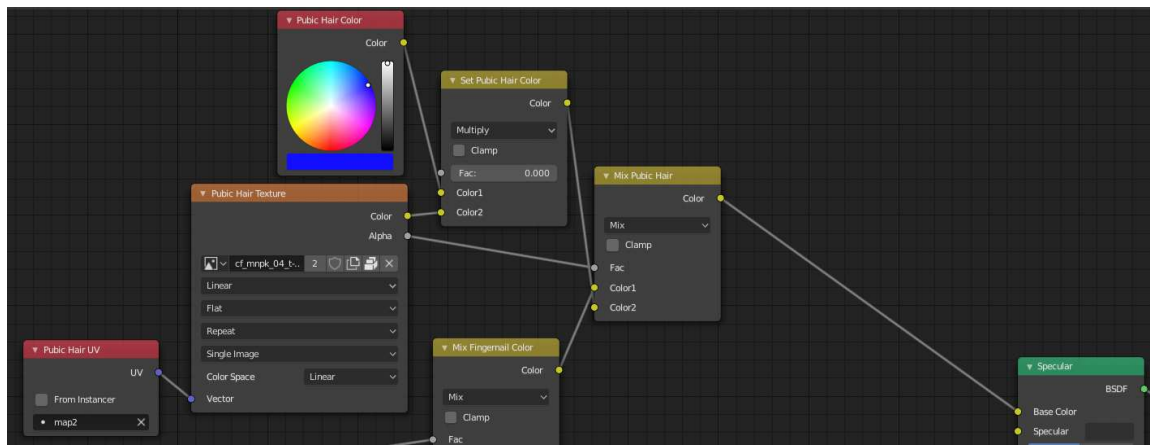 Pubic Hair Color
Color
Set Pubic Hair Color
Color
Multiply
Clamp
Fac: 0.000
Color1
Color2
Pubic Hair Texture
Color
Alpha
cf_mnpk_04_t-.. 2
Linear
Flat
Repeat
Single Image
Color Space Linear
Vector
Pubic Hair UV
UV
From Instancer
map2
Mix Pubic Hair
Color
Mix
Clamp
Fac
Color1
Color2
Mix Fingernail Color
Color
Mix
Clamp
Fac
Specular
BSDF
Base Color
Specular